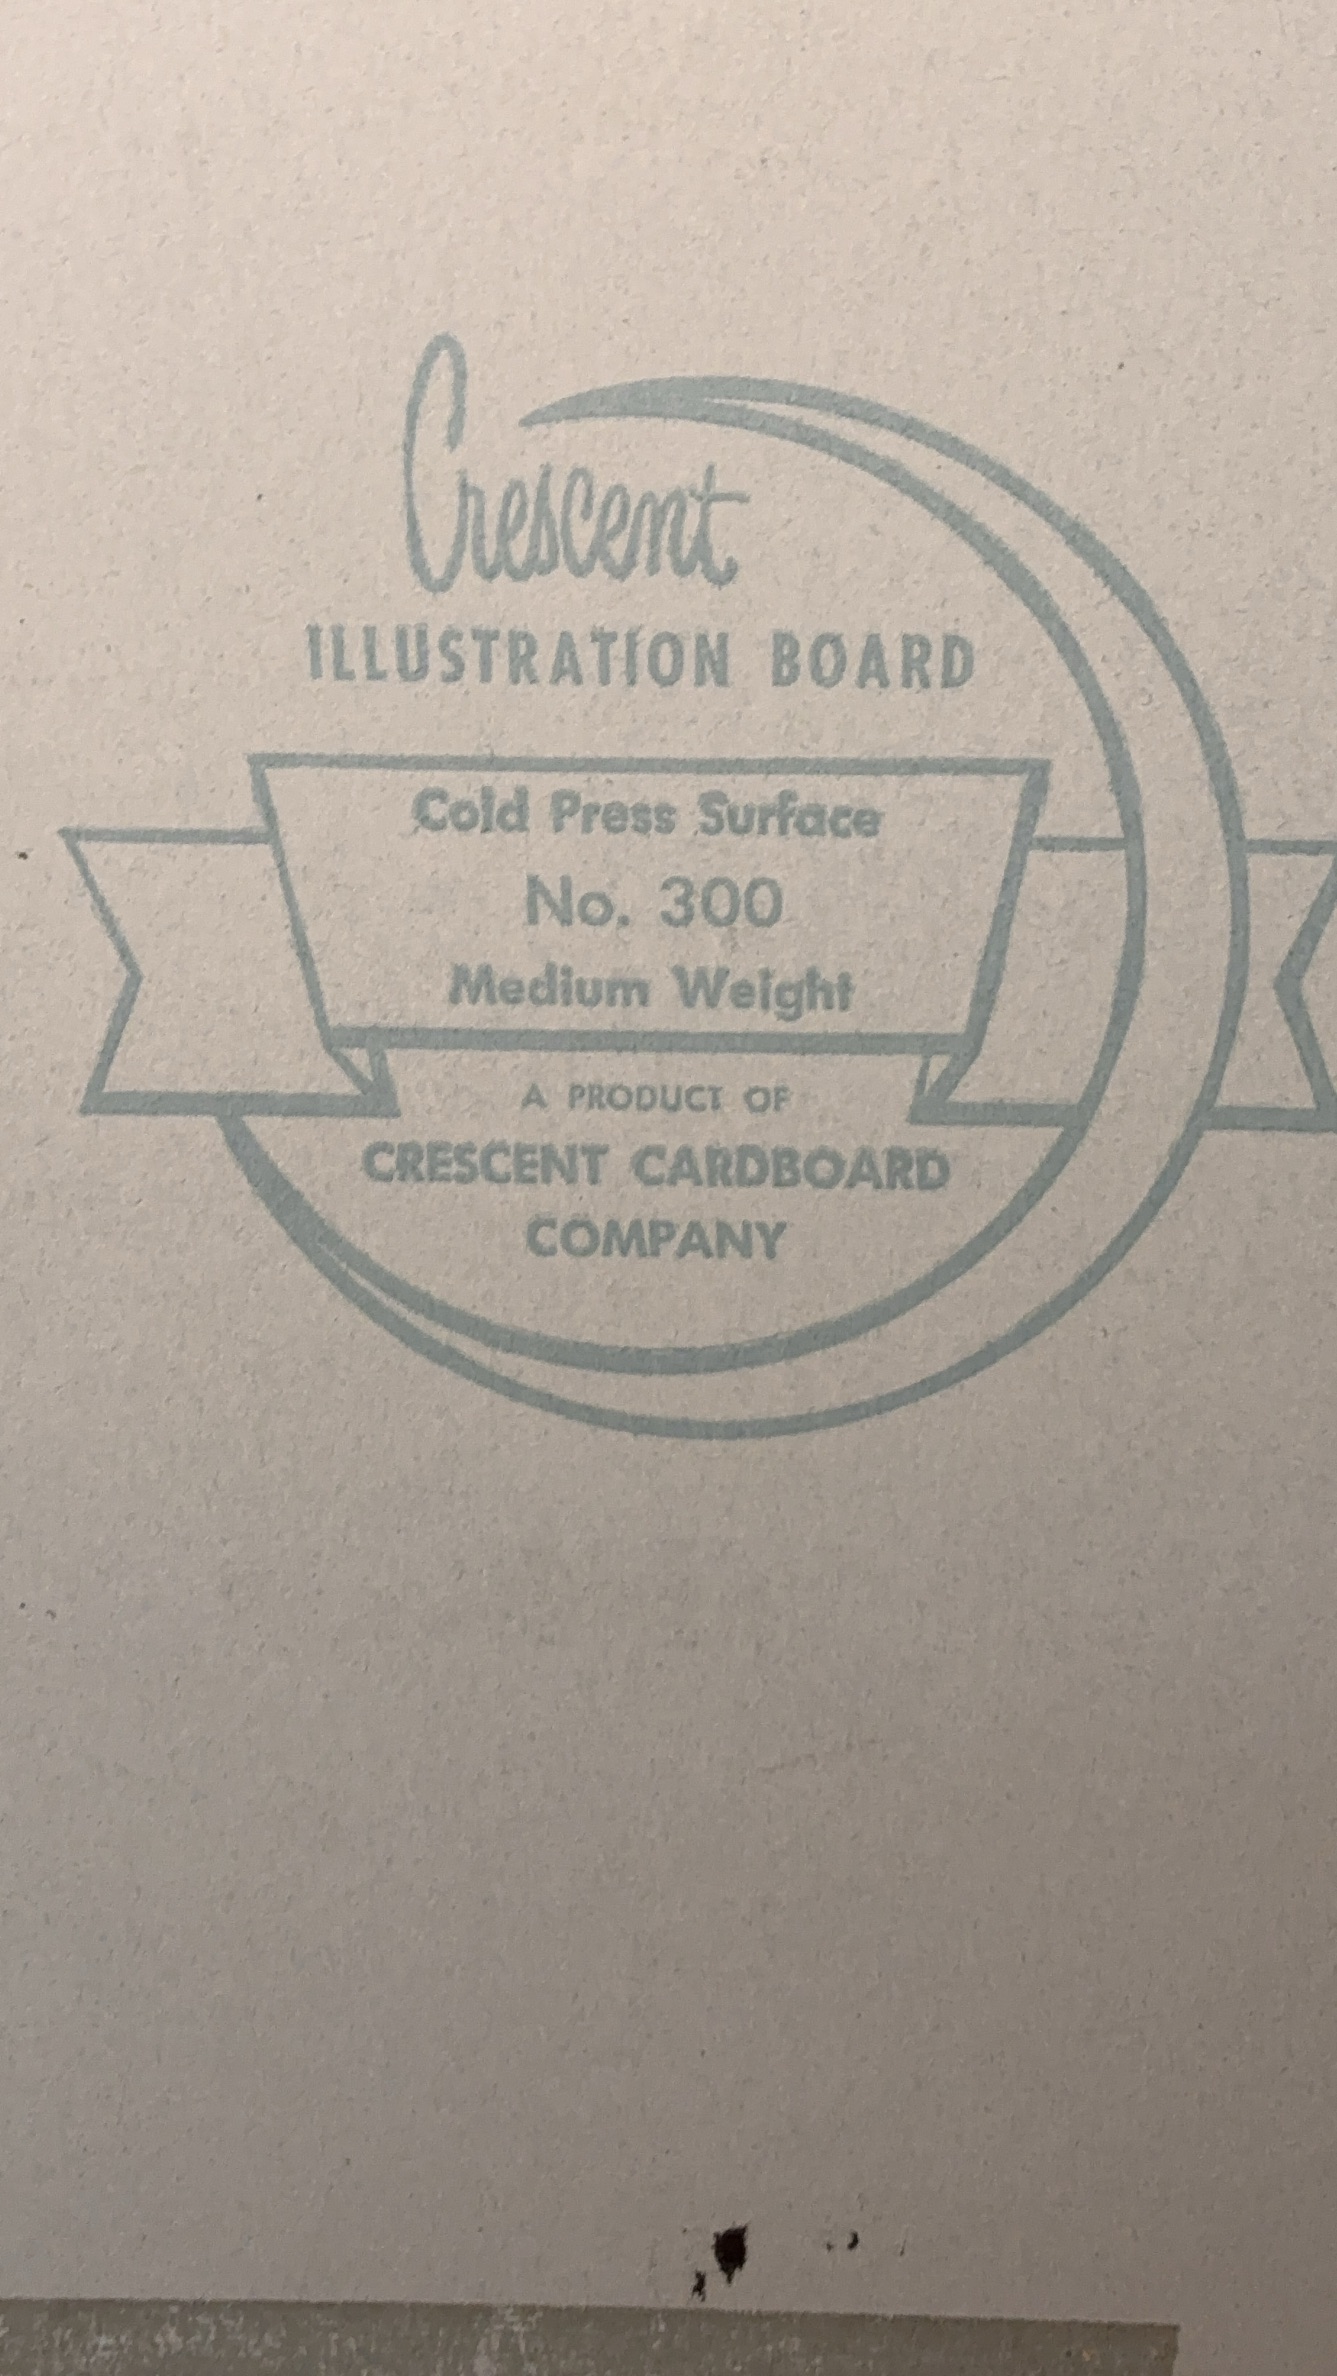 Crescent
ILLUSTRATION BOARD
Cold Press Surface
No. 300
Medium Weight
A PRODUCT OF
CRESCENT CARDBOARD
COMPANY